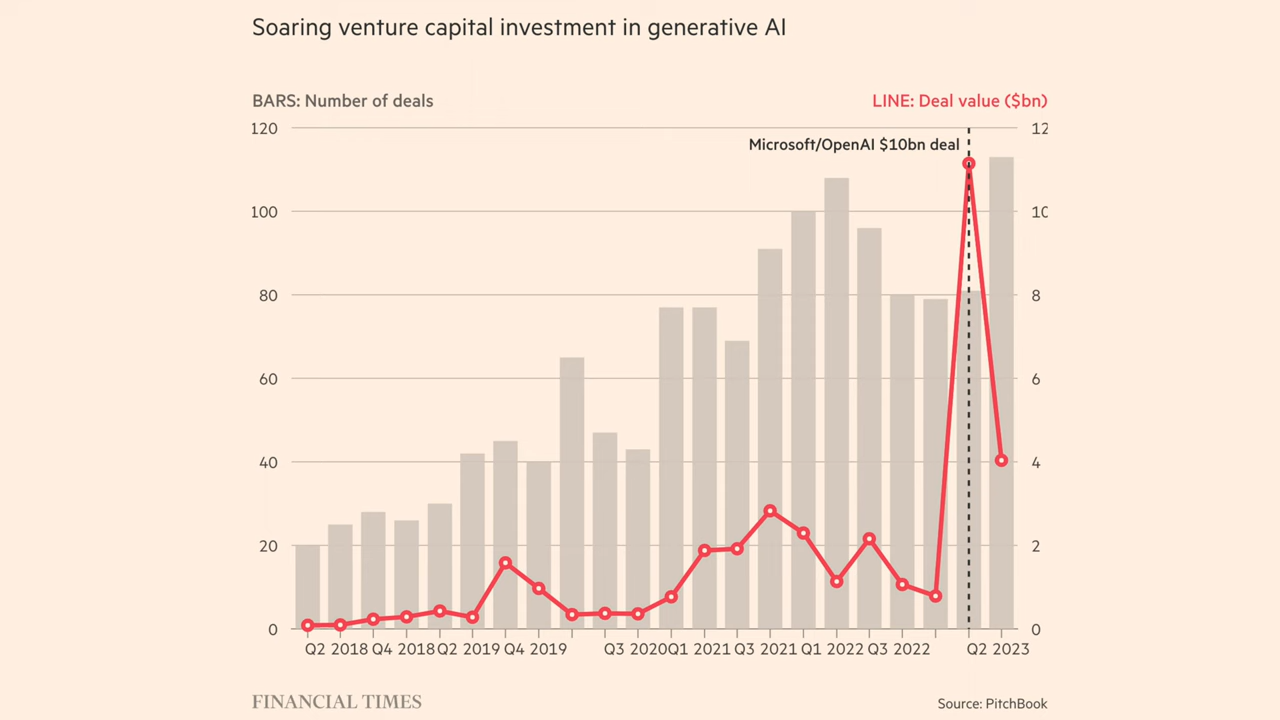 Soaring venture capital investment in generative AI
BARS: Number of deals
LINE: Deal value ($bn)
120
12
Microsoft/OpenAI $10bn deal
100
10
80
8
60
6
40
4
20
2
0
0
Q2 2018 Q4 2018 Q2 2019 Q4 2019 Q3 2020 Q1 2021 Q3 2021 Q1 2022 Q3 2022 Q2 2023
FINANCIAL TIMES
Source: PitchBook